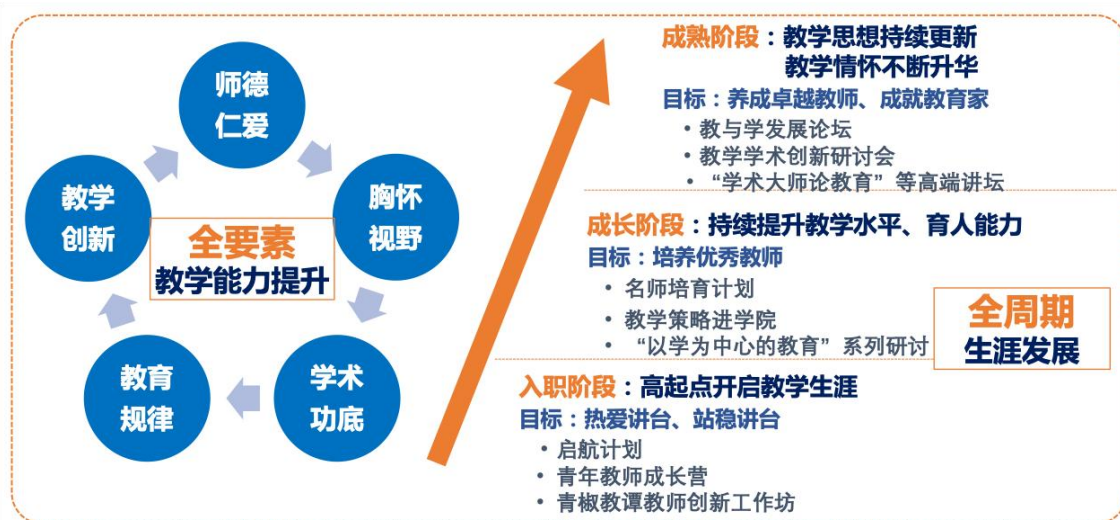 师德
仁爱
胸怀
视野
学术
功底
教育
规律
教学
创新
全要素
教学能力提升
成熟阶段：教学思想持续更新
教学情怀不断升华
目标：养成卓越教师、成就教育家
• 教与学发展论坛
• 教学学术创新研讨会
• “学术大师论教育”等高端讲坛
成长阶段：持续提升教学水平、育人能力
目标：培养优秀教师
• 名师培育计划
• 教学策略进学院
• “以学为中心的教育”系列研讨
全周期
生涯发展
入职阶段：高起点开启教学生涯
目标：热爱讲台、站稳讲台
• 启航计划
• 青年教师成长营
• 青椒教谭教师创新工作坊